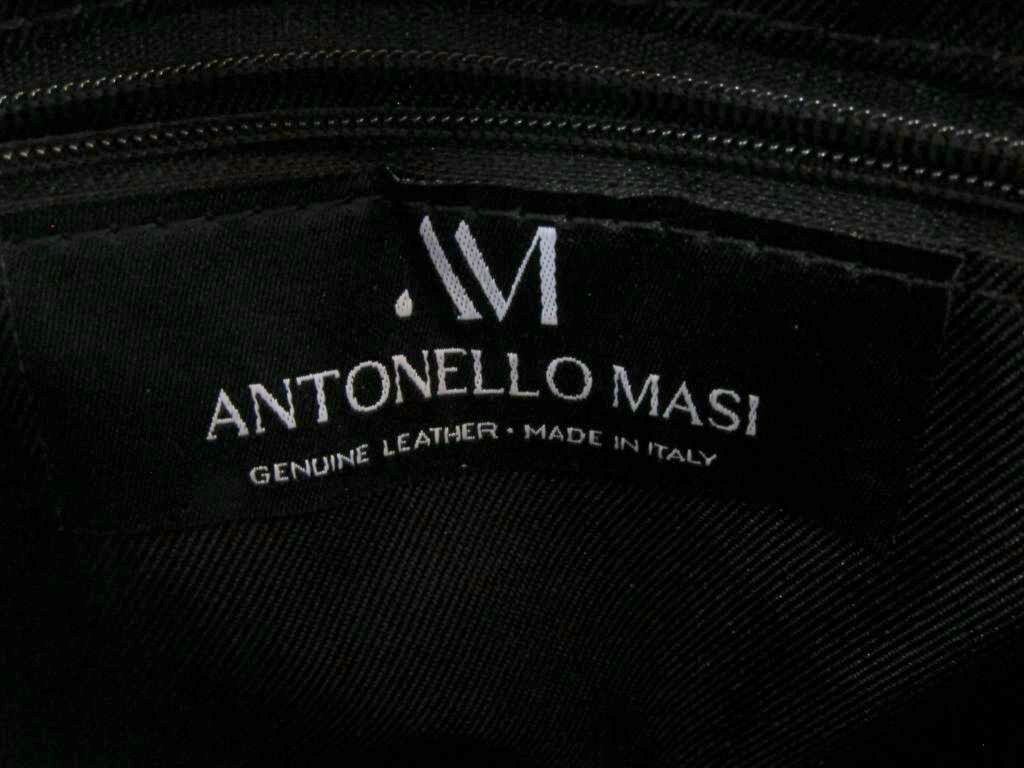 AM
ANTONELLO MASI
GENUINE LEATHER • MADE IN ITALY